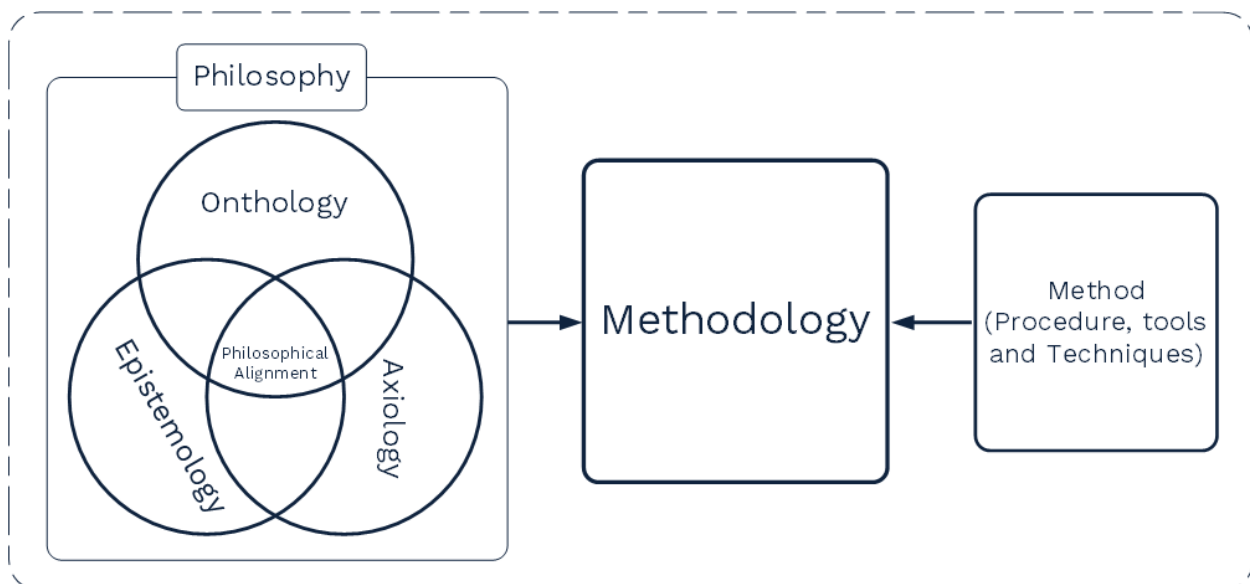 Philosophy
Onthology
Epistemology
Philosophical
Alignment
Axiology
Methodology
Method
(Procedure, tools
and Techniques)